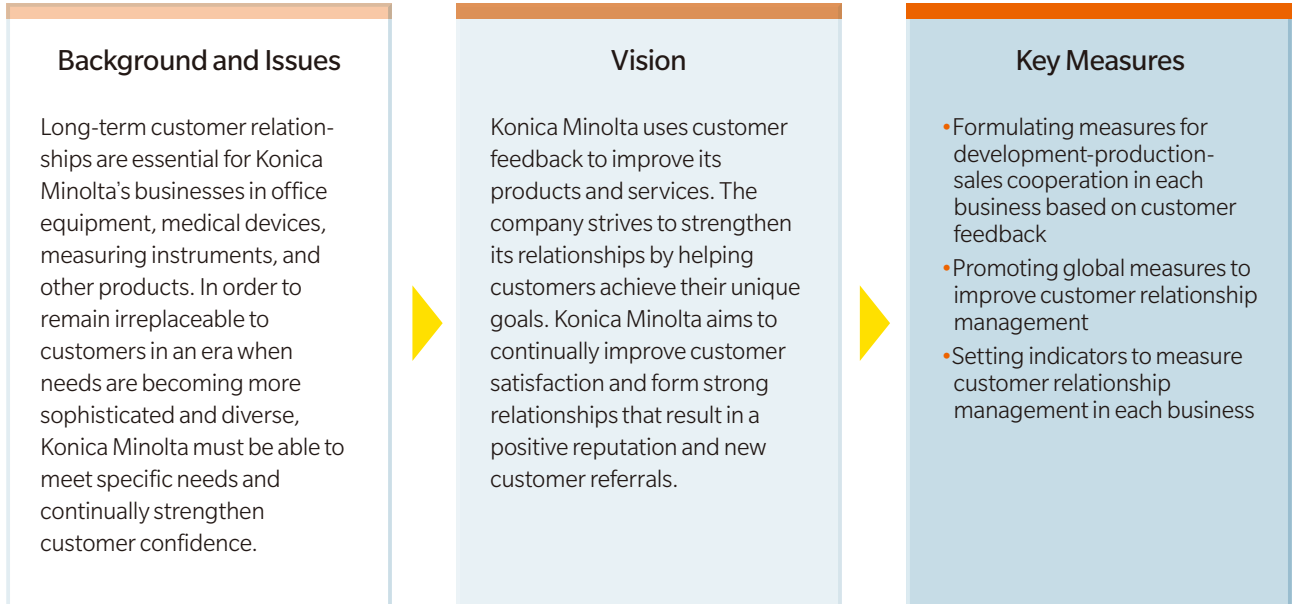 Background and Issues
Long-term customer relation-
ships are essential for Konica
Minolta's businesses in office
equipment, medical devices,
measuring instruments, and
other products. In order to
remain irreplaceable to
customers in an era when
needs are becoming more
sophisticated and diverse,
Konica Minolta must be able to
meet specific needs and
continually strengthen
customer confidence.
Vision
Konica Minolta uses customer
feedback to improve its
products and services. The
company strives to strengthen
its relationships by helping
customers achieve their unique
goals. Konica Minolta aims to
continually improve customer
satisfaction and form strong
relationships that result in a
positive reputation and new
customer referrals.
Key Measures
•Formulating measures for
development-production-
sales cooperation in each
business based on customer
feedback
•Promoting global measures to
improve customer relationship
management
•Setting indicators to measure
customer relationship
management in each business